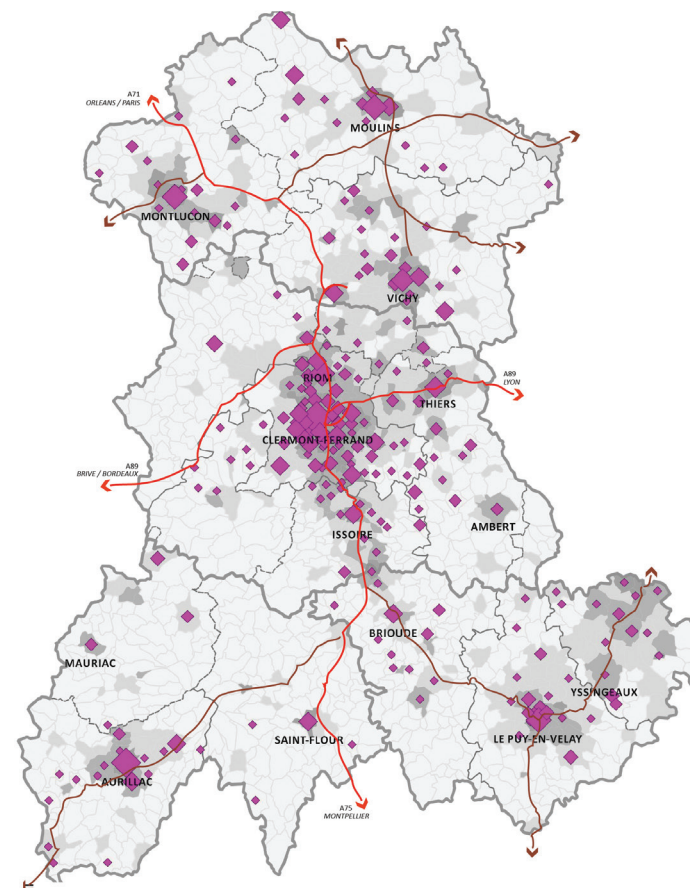 A71
ORLEANS / PARIS
MOULINS
MONTLUCON
VICHY
RIOM
A89
LYON
THIERS
CLERMONT-FERRAND
A89
BRIVE / BORDEAUX
AMBERT
ISSOIRE
BRIOUDE
MAURIAC
YSSINGEAUX
SAINT-FLOUR
LE PUY-EN-VELAY
AURILLAC
A75
MONTPELLIER